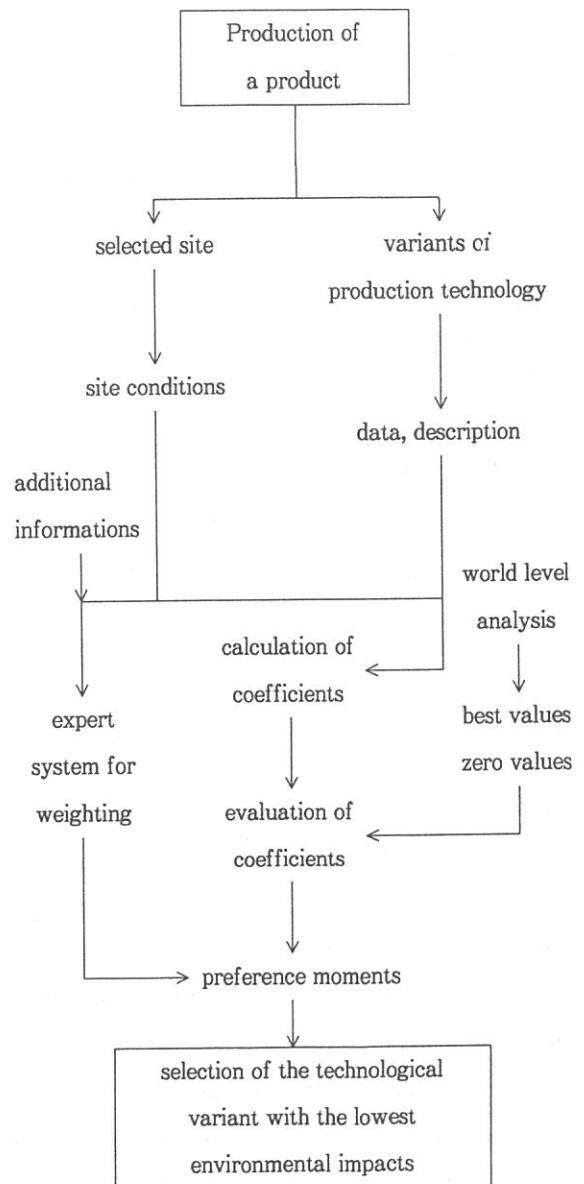 Production of
a product
selected site
variants of
production technology
site conditions
data, description
additional
informations
world level
analysis
calculation of
coefficients
expert
system for
weighting
best values
zero values
evaluation of
coefficients
preference moments
selection of the technological
variant with the lowest
environmental impacts